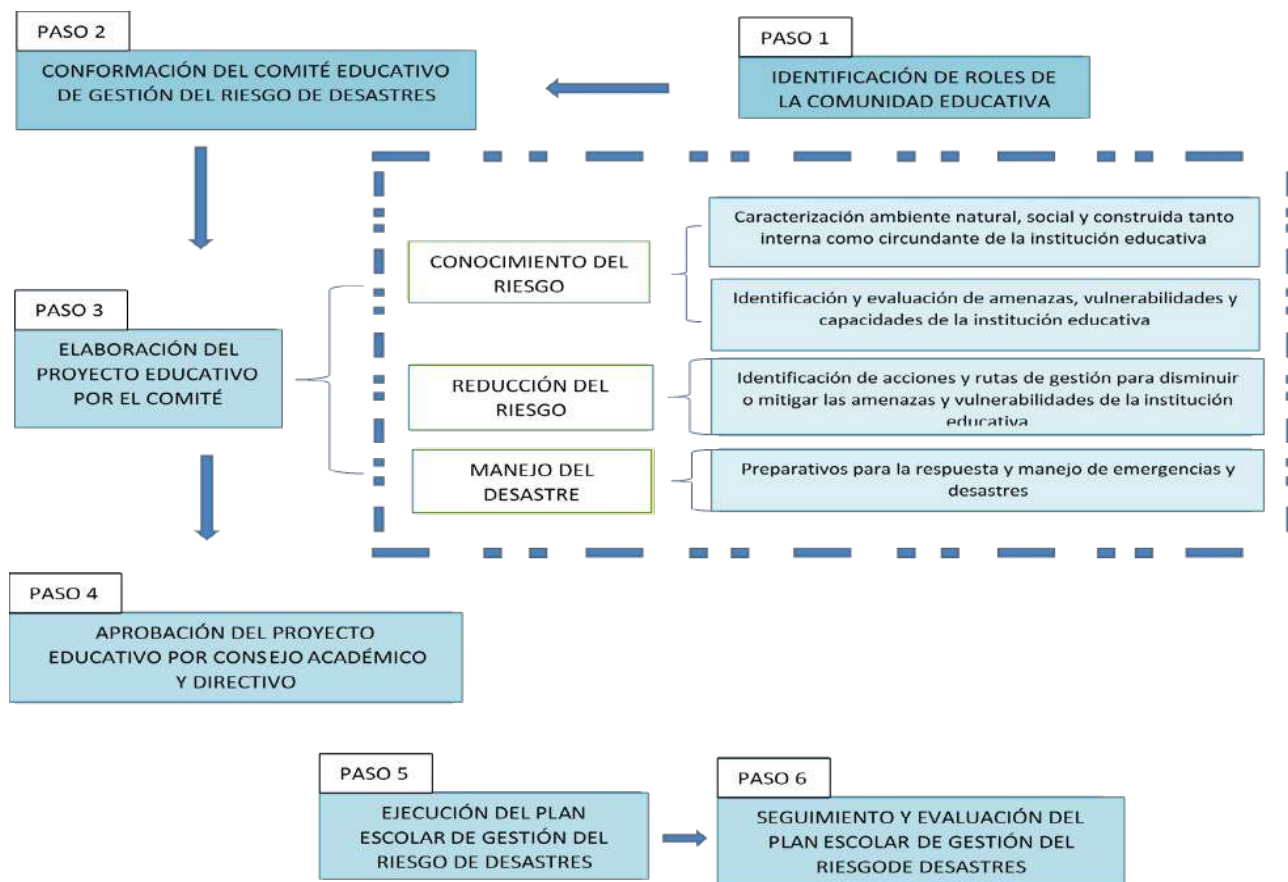 PASO 2
CONFORMACIÓN DEL COMITÉ EDUCATIVO
DE GESTIÓN DEL RIESGO DE DESASTRES
PASO 1
IDENTIFICACIÓN DE ROLES DE
LA COMUNIDAD EDUCATIVA
PASO 3
ELABORACIÓN DEL
PROYECTO EDUCATIVO
POR EL COMITÉ
CONOCIMIENTO DEL
RIESGO
Caracterización ambiente natural, social y construida tanto
interna como circundante de la institución educativa
Identificación y evaluación de amenazas, vulnerabilidades y
capacidades de la institución educativa
REDUCCIÓN DEL
RIESGO
Identificación de acciones y rutas de gestión para disminuir
o mitigar las amenazas y vulnerabilidades de la institución
educativa
MANEJO DEL
DESASTRE
Preparativos para la respuesta y manejo de emergencias y
desastres
PASO 4
APROBACIÓN DEL PROYECTO
EDUCATIVO POR CONSEJO ACADÉMICO
Y DIRECTIVO
PASO 5
EJECUCIÓN DEL PLAN
ESCOLAR DE GESTIÓN DEL
RIESGO DE DESASTRES
PASO 6
SEGUIMIENTO Y EVALUACIÓN DEL
PLAN ESCOLAR DE GESTIÓN DEL
RIESGODE DESASTRES